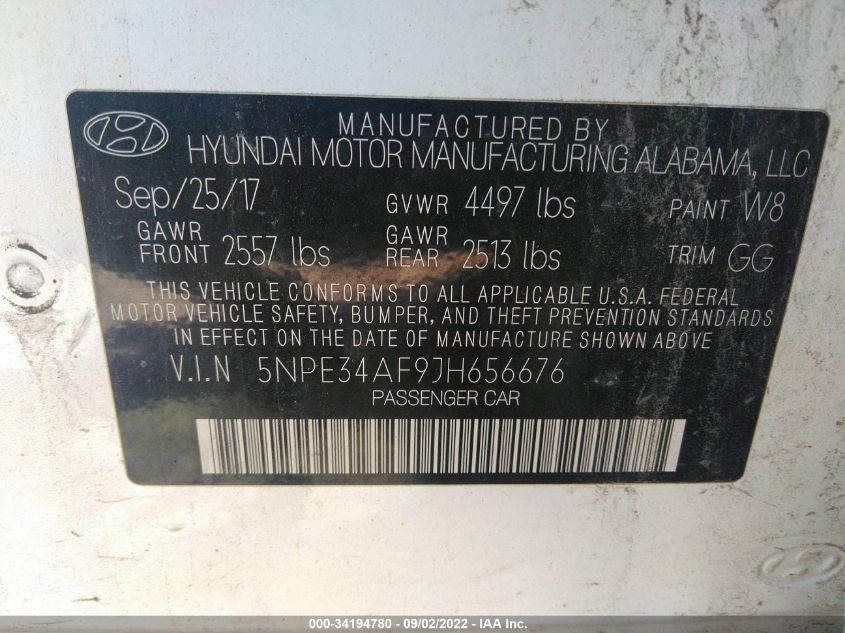 MANUFACTURED BY
HYUNDAI MOTOR MANUFACTURING ALABAMA, LLC
Sep/25/17 GVWR 4497 lbs PAINT W8
GAWR FRONT 2557 lbs GAWR REAR 2513 lbs TRIM GG
THIS VEHICLE CONFORMS TO ALL APPLICABLE U.S.A. FEDERAL
MOTOR VEHICLE SAFETY, BUMPER, AND THEFT PREVENTION STANDARDS
IN EFFECT ON THE DATE OF MANUFACTURE SHOWN ABOVE
V.I.N 5NPE34AF9JH656676
PASSENGER CAR
000-34194780 - 09/02/2022 - IAA Inc.